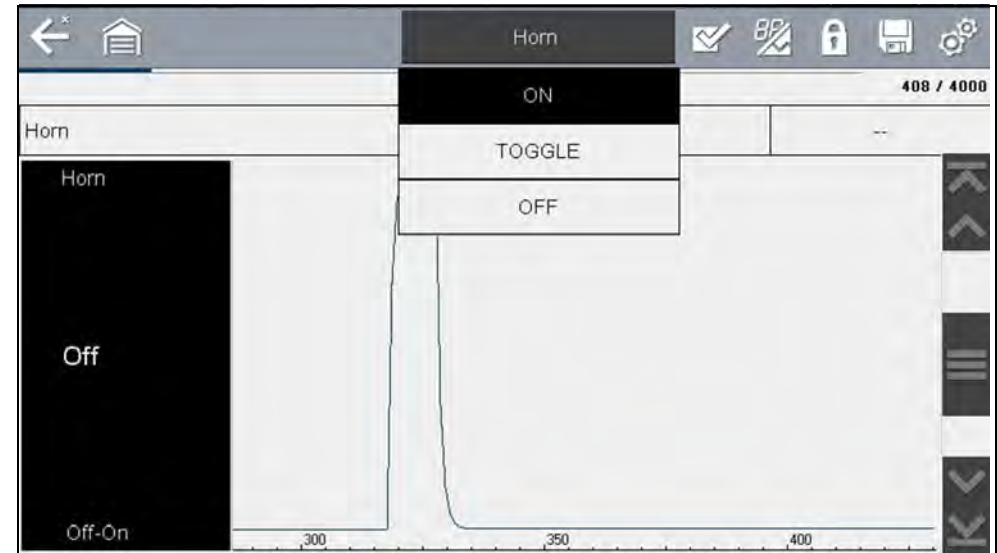 Horn
ON
TOGGLE
OFF
408 / 4000
Horn
--
Horn
Off
Off-On
300
350
400